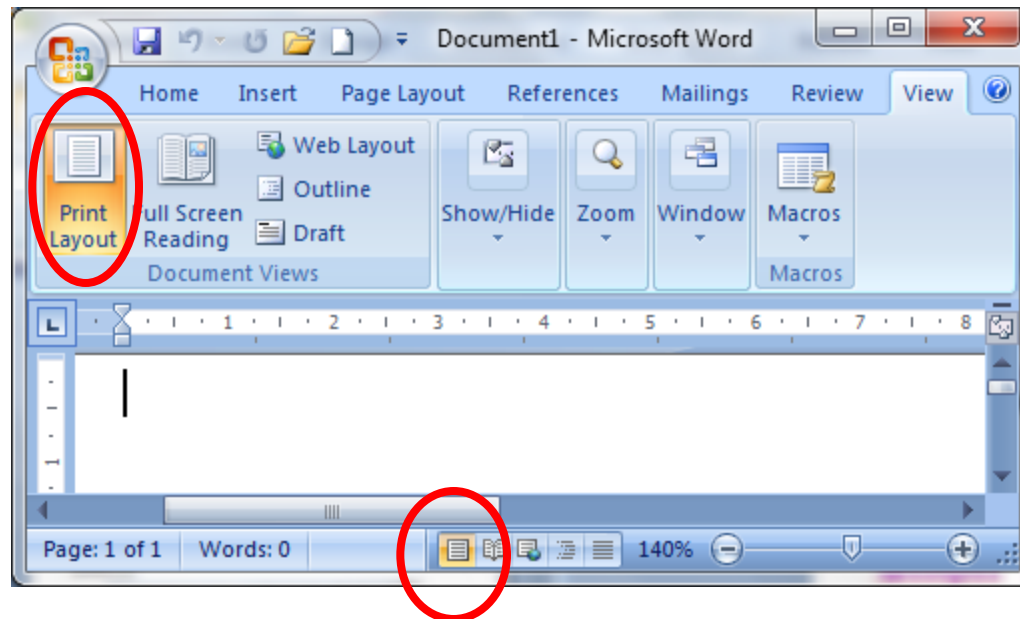 Document1 - Microsoft Word
Home Insert Page Layout References Mailings Review View
Print Layout
Full Screen Reading
Web Layout
Outline
Draft
Show/Hide Zoom Window Macros
Document Views Macros
L 1 2 3 4 5 6 7 8
1
Page: 1 of 1 Words: 0 140%